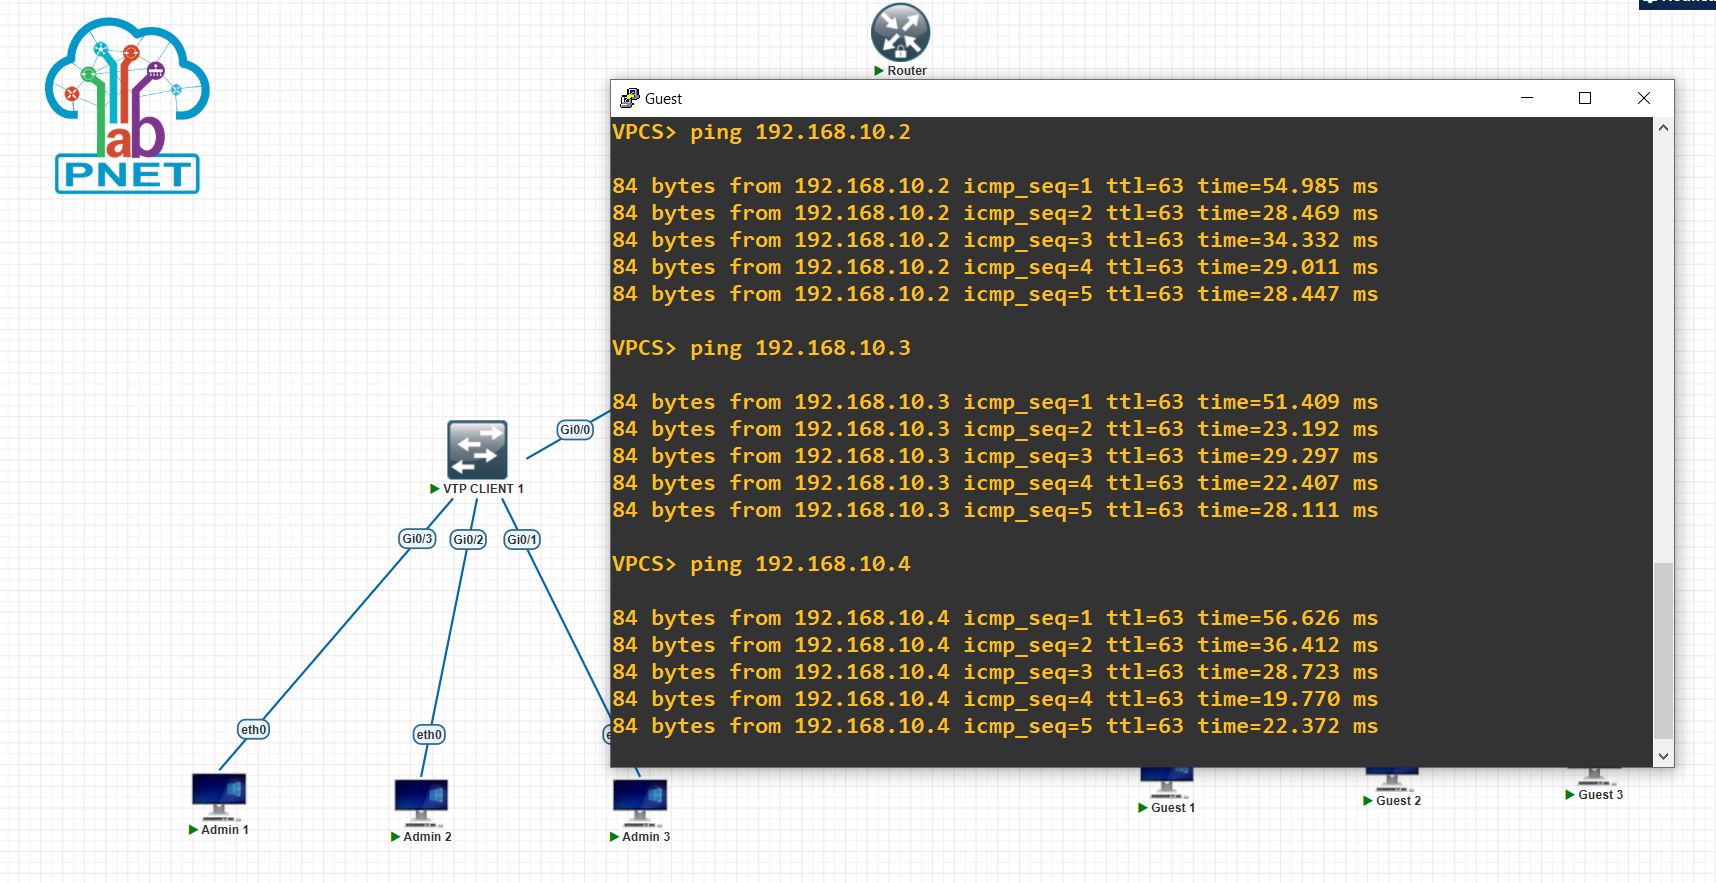 lab
PNET
Router
Guest
VPCS> ping 192.168.10.2
84 bytes from 192.168.10.2 icmp_seq=1 ttl=63 time=54.985 ms
84 bytes from 192.168.10.2 icmp_seq=2 ttl=63 time=28.469 ms
84 bytes from 192.168.10.2 icmp_seq=3 ttl=63 time=34.332 ms
84 bytes from 192.168.10.2 icmp_seq=4 ttl=63 time=29.011 ms
84 bytes from 192.168.10.2 icmp_seq=5 ttl=63 time=28.447 ms
VPCS> ping 192.168.10.3
84 bytes from 192.168.10.3 icmp_seq=1 ttl=63 time=51.409 ms
84 bytes from 192.168.10.3 icmp_seq=2 ttl=63 time=23.192 ms
84 bytes from 192.168.10.3 icmp_seq=3 ttl=63 time=29.297 ms
84 bytes from 192.168.10.3 icmp_seq=4 ttl=63 time=22.407 ms
84 bytes from 192.168.10.3 icmp_seq=5 ttl=63 time=28.111 ms
VPCS> ping 192.168.10.4
84 bytes from 192.168.10.4 icmp_seq=1 ttl=63 time=56.626 ms
84 bytes from 192.168.10.4 icmp_seq=2 ttl=63 time=36.412 ms
84 bytes from 192.168.10.4 icmp_seq=3 ttl=63 time=28.723 ms
84 bytes from 192.168.10.4 icmp_seq=4 ttl=63 time=19.770 ms
84 bytes from 192.168.10.4 icmp_seq=5 ttl=63 time=22.372 ms
Gi0/0
VTP CLIENT 1
Gi0/3
Gi0/2
Gi0/1
eth0
eth0
Admin 1
Admin 2
Admin 3
Guest 1
Guest 2
Guest 3